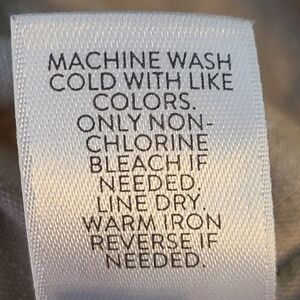 MACHINE WASH
COLD WITH LIKE
COLORS.
ONLY NON-
CHLORINE
BLEACH IF
NEEDED.
LINE DRY.
WARM IRON
REVERSE IF
NEEDED.